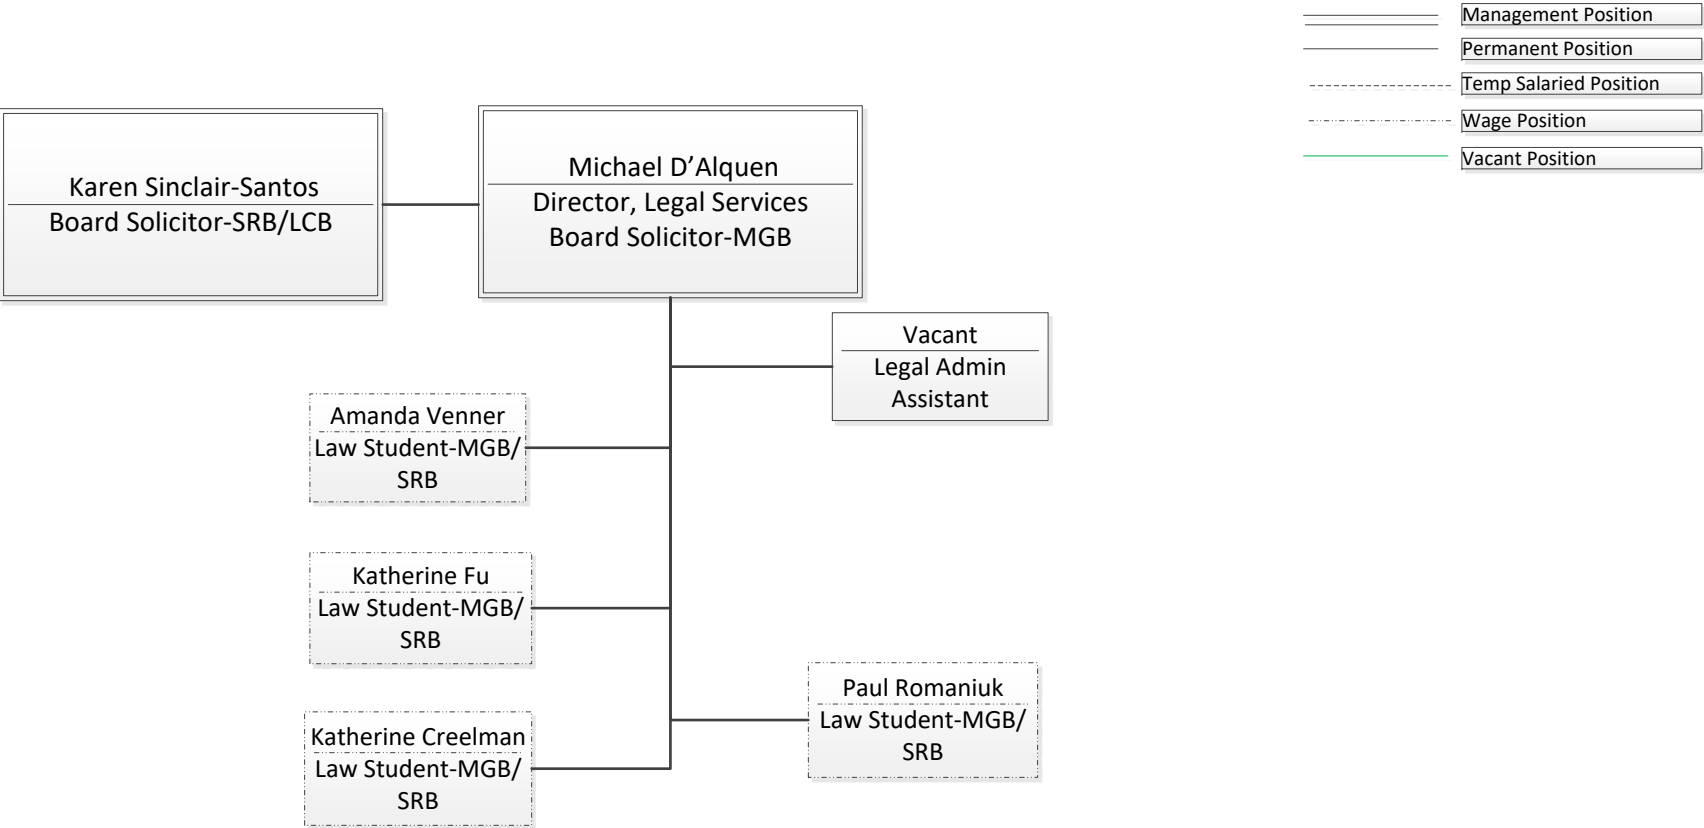 Management Position
Permanent Position
Temp Salaried Position
Wage Position
Vacant Position
Karen Sinclair-Santos
Board Solicitor-SRB/LCB
Michael D’Alquen
Director, Legal Services
Board Solicitor-MGB
Vacant
Legal Admin
Assistant
Amanda Venner
Law Student-MGB/
SRB
Katherine Fu
Law Student-MGB/
SRB
Paul Romaniuk
Law Student-MGB/
SRB
Katherine Creelman
Law Student-MGB/
SRB